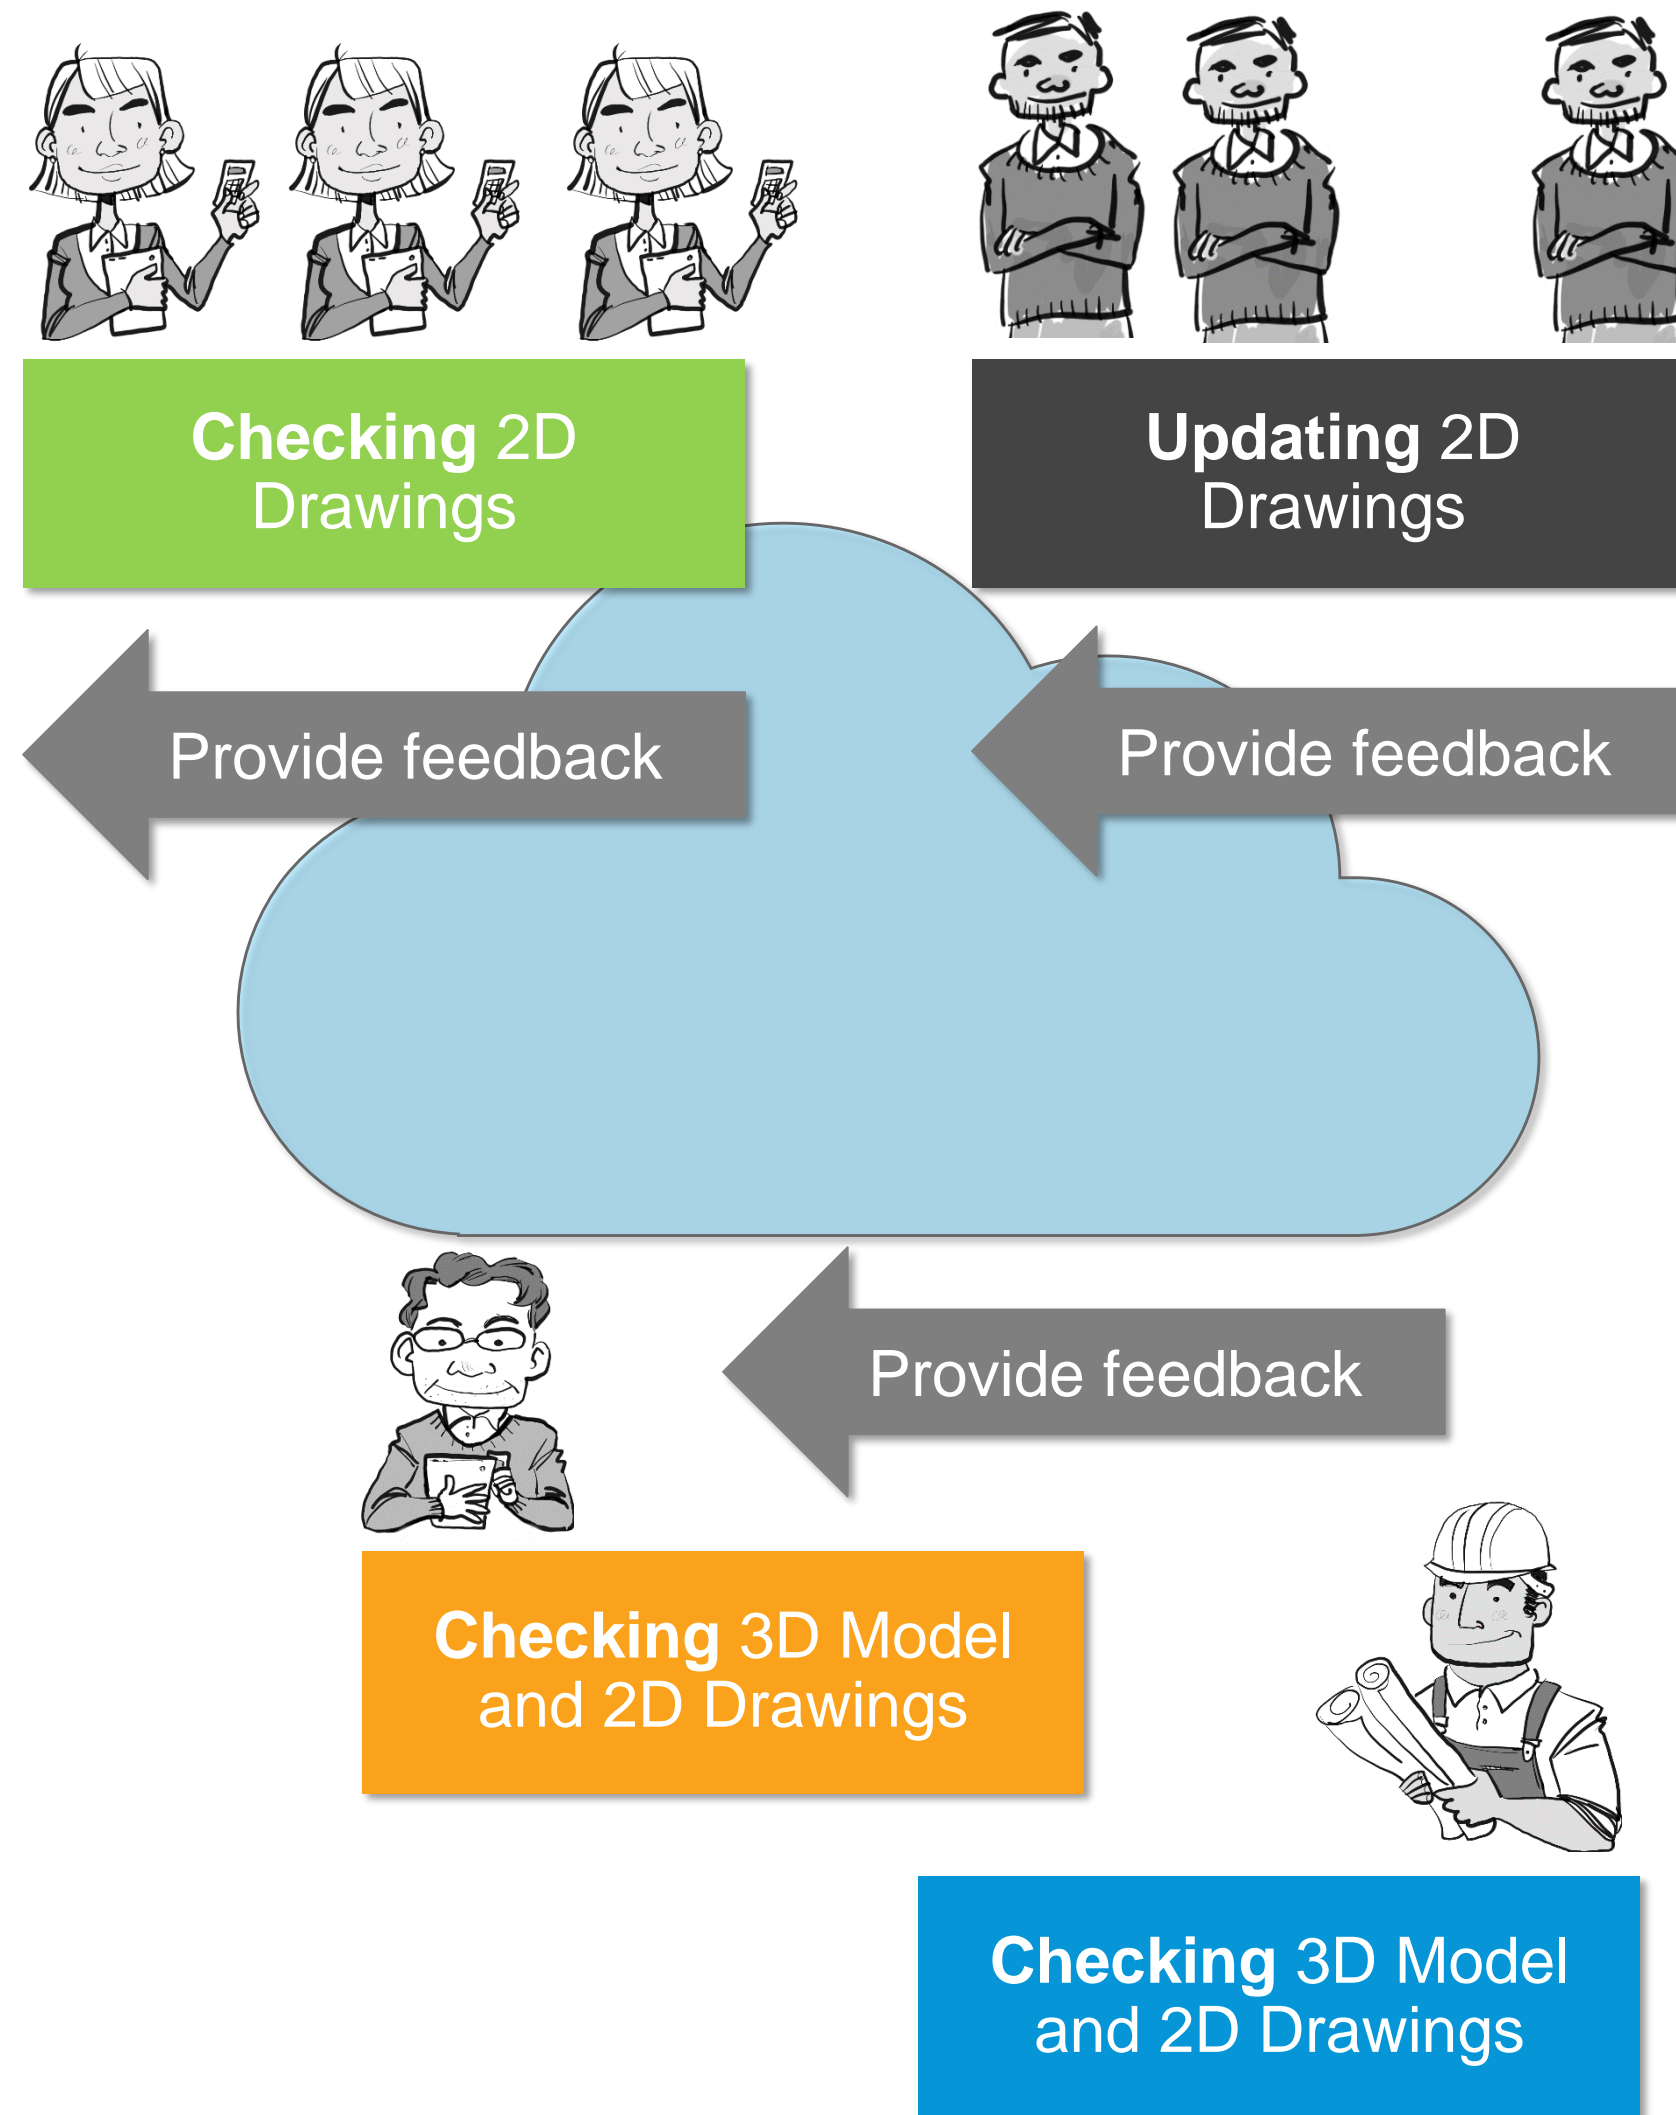 Checking 2D
Drawings
Updating 2D
Drawings
Provide feedback
Provide feedback
Provide feedback
Checking 3D Model
and 2D Drawings
Checking 3D Model
and 2D Drawings